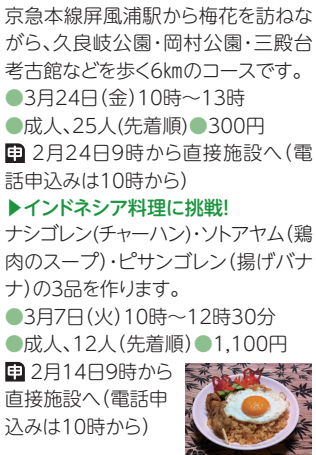 京急本線屏風浦駅から梅花を訪ねな
がら、久良岐公園・岡村公園・三殿台
考古館などを歩く6㎞のコースです。
●3月24日(金)10時～13時
●成人、25人(先着順)●300円
申 2月24日9時から直接施設へ(電
話申込みは10時から)
▶インドネシア料理に挑戦!
ナシゴレン(チャーハン)・ソトアヤム(鶏
肉のスープ)・ピサンゴレン(揚げバナ
ナ)の3品を作ります。
●3月7日(火)10時～12時30分
●成人、12人(先着順)●1,100円
申 2月14日9時から
直接施設へ(電話申
込みは10時から)